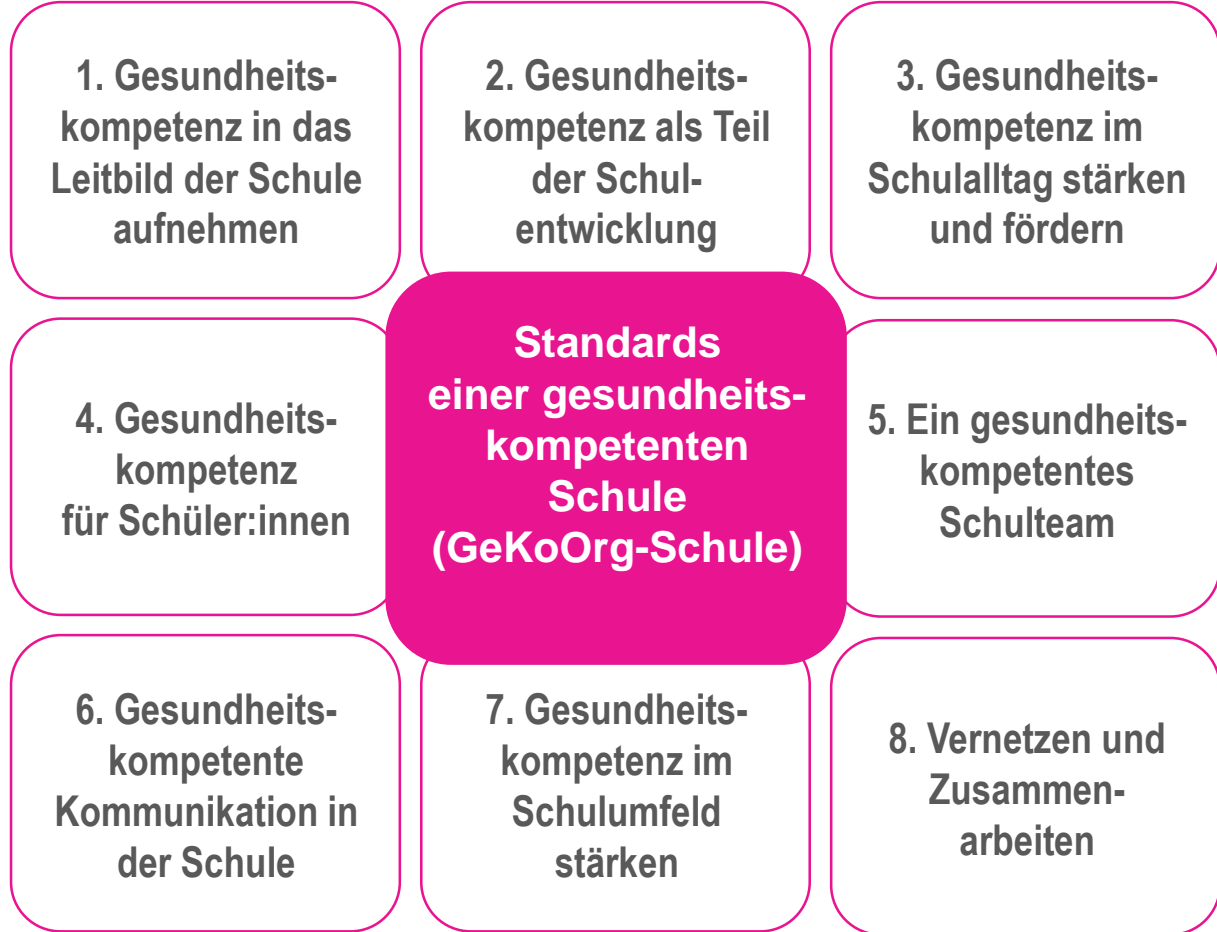 1. Gesundheits-
kompetenz in das
Leitbild der Schule
aufnehmen
2. Gesundheits-
kompetenz als Teil
der Schul-
entwicklung
3. Gesundheits-
kompetenz im
Schulalltag stärken
und fördern
Standards
einer gesundheits-
kompetenten
Schule
(GeKoOrg-Schule)
4. Gesundheits-
kompetenz
für Schüler:innen
5. Ein gesundheits-
kompetentes
Schulteam
6. Gesundheits-
kompetente
Kommunikation in
der Schule
7. Gesundheits-
kompetenz im
Schulumfeld
stärken
8. Vernetzen und
Zusammen-
arbeiten